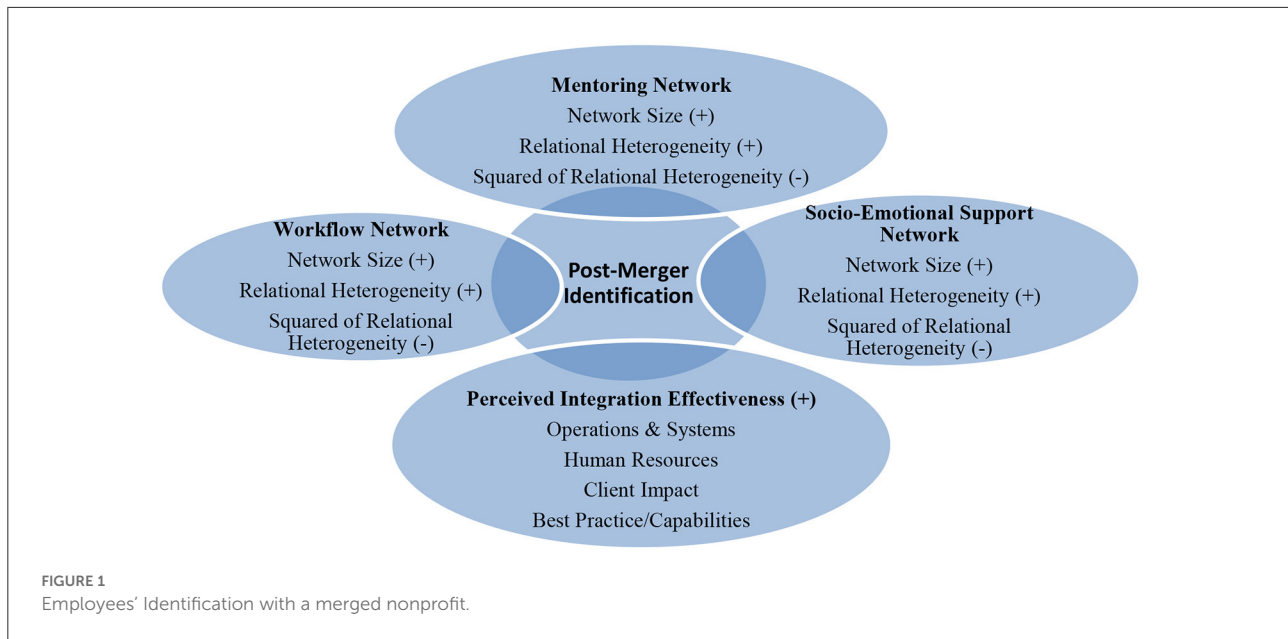 Mentoring Network
Network Size (+)
Relational Heterogeneity (+)
Squared of Relational Heterogeneity (-)
Workflow Network
Network Size (+)
Relational Heterogeneity (+)
Squared of Relational
Heterogeneity (-)
Post-Merger
Identification
Socio-Emotional Support
Network
Network Size (+)
Relational Heterogeneity (+)
Squared of Relational
Heterogeneity (-)
Perceived Integration Effectiveness (+)
Operations & Systems
Human Resources
Client Impact
Best Practice/Capabilities
FIGURE 1
Employees’ Identification with a merged nonprofit.